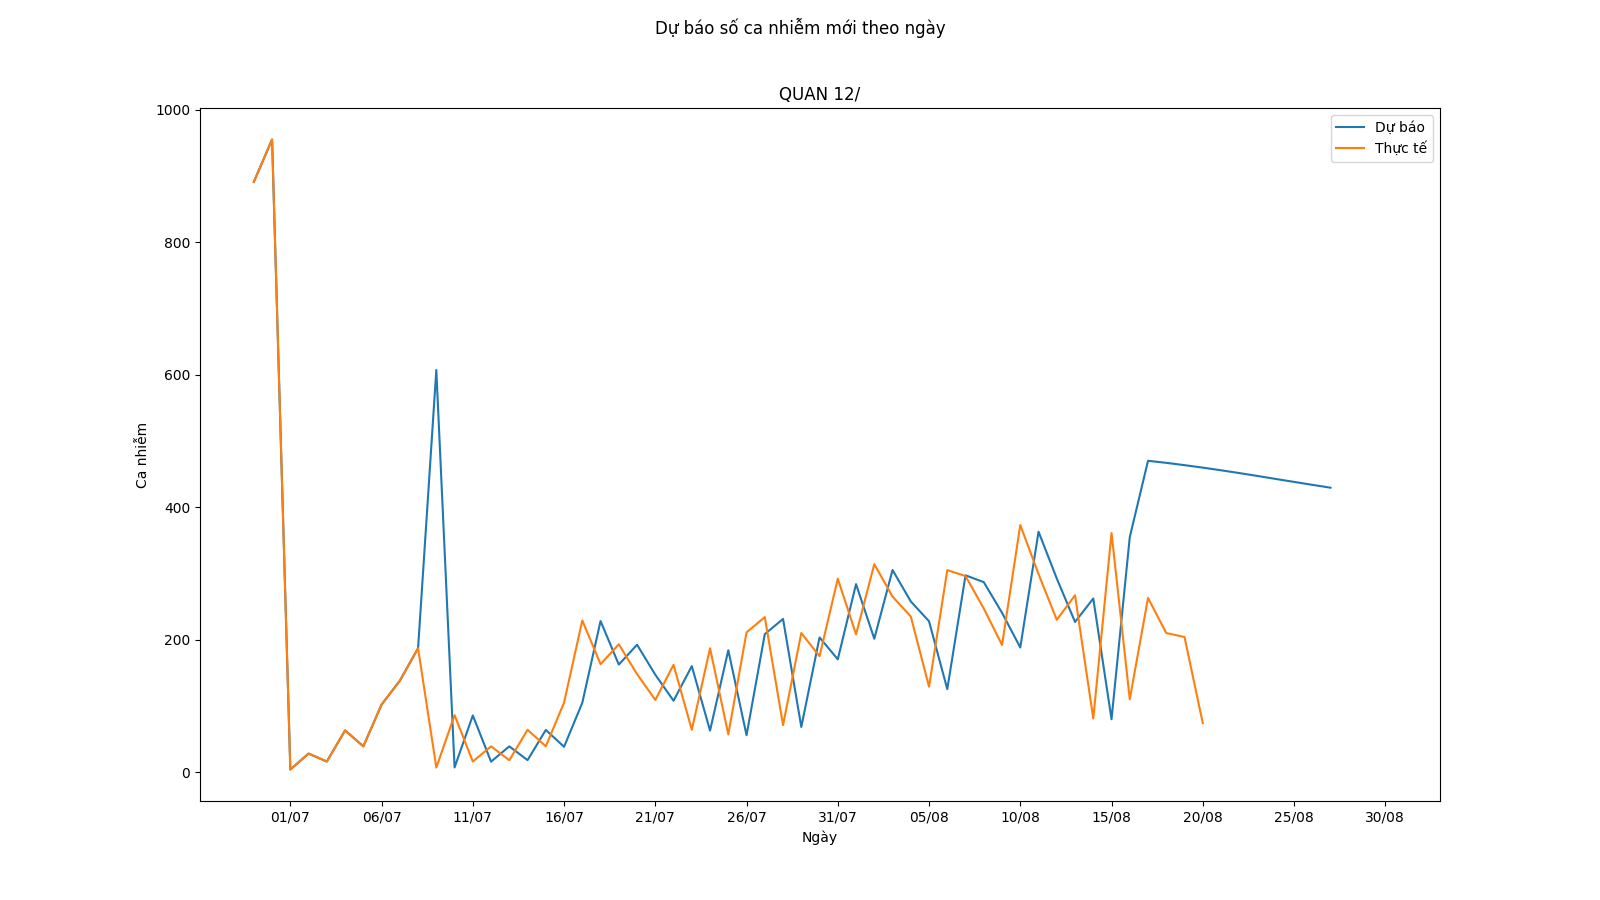 Dự báo số ca nhiễm mới theo ngày
QUAN 12/
Dự báo
Thực tế
Ca nhiễm
1000
800
600
400
200
0
01/07 06/07 11/07 16/07 21/07 26/07 31/07 05/08 10/08 15/08 20/08 25/08 30/08
Ngày